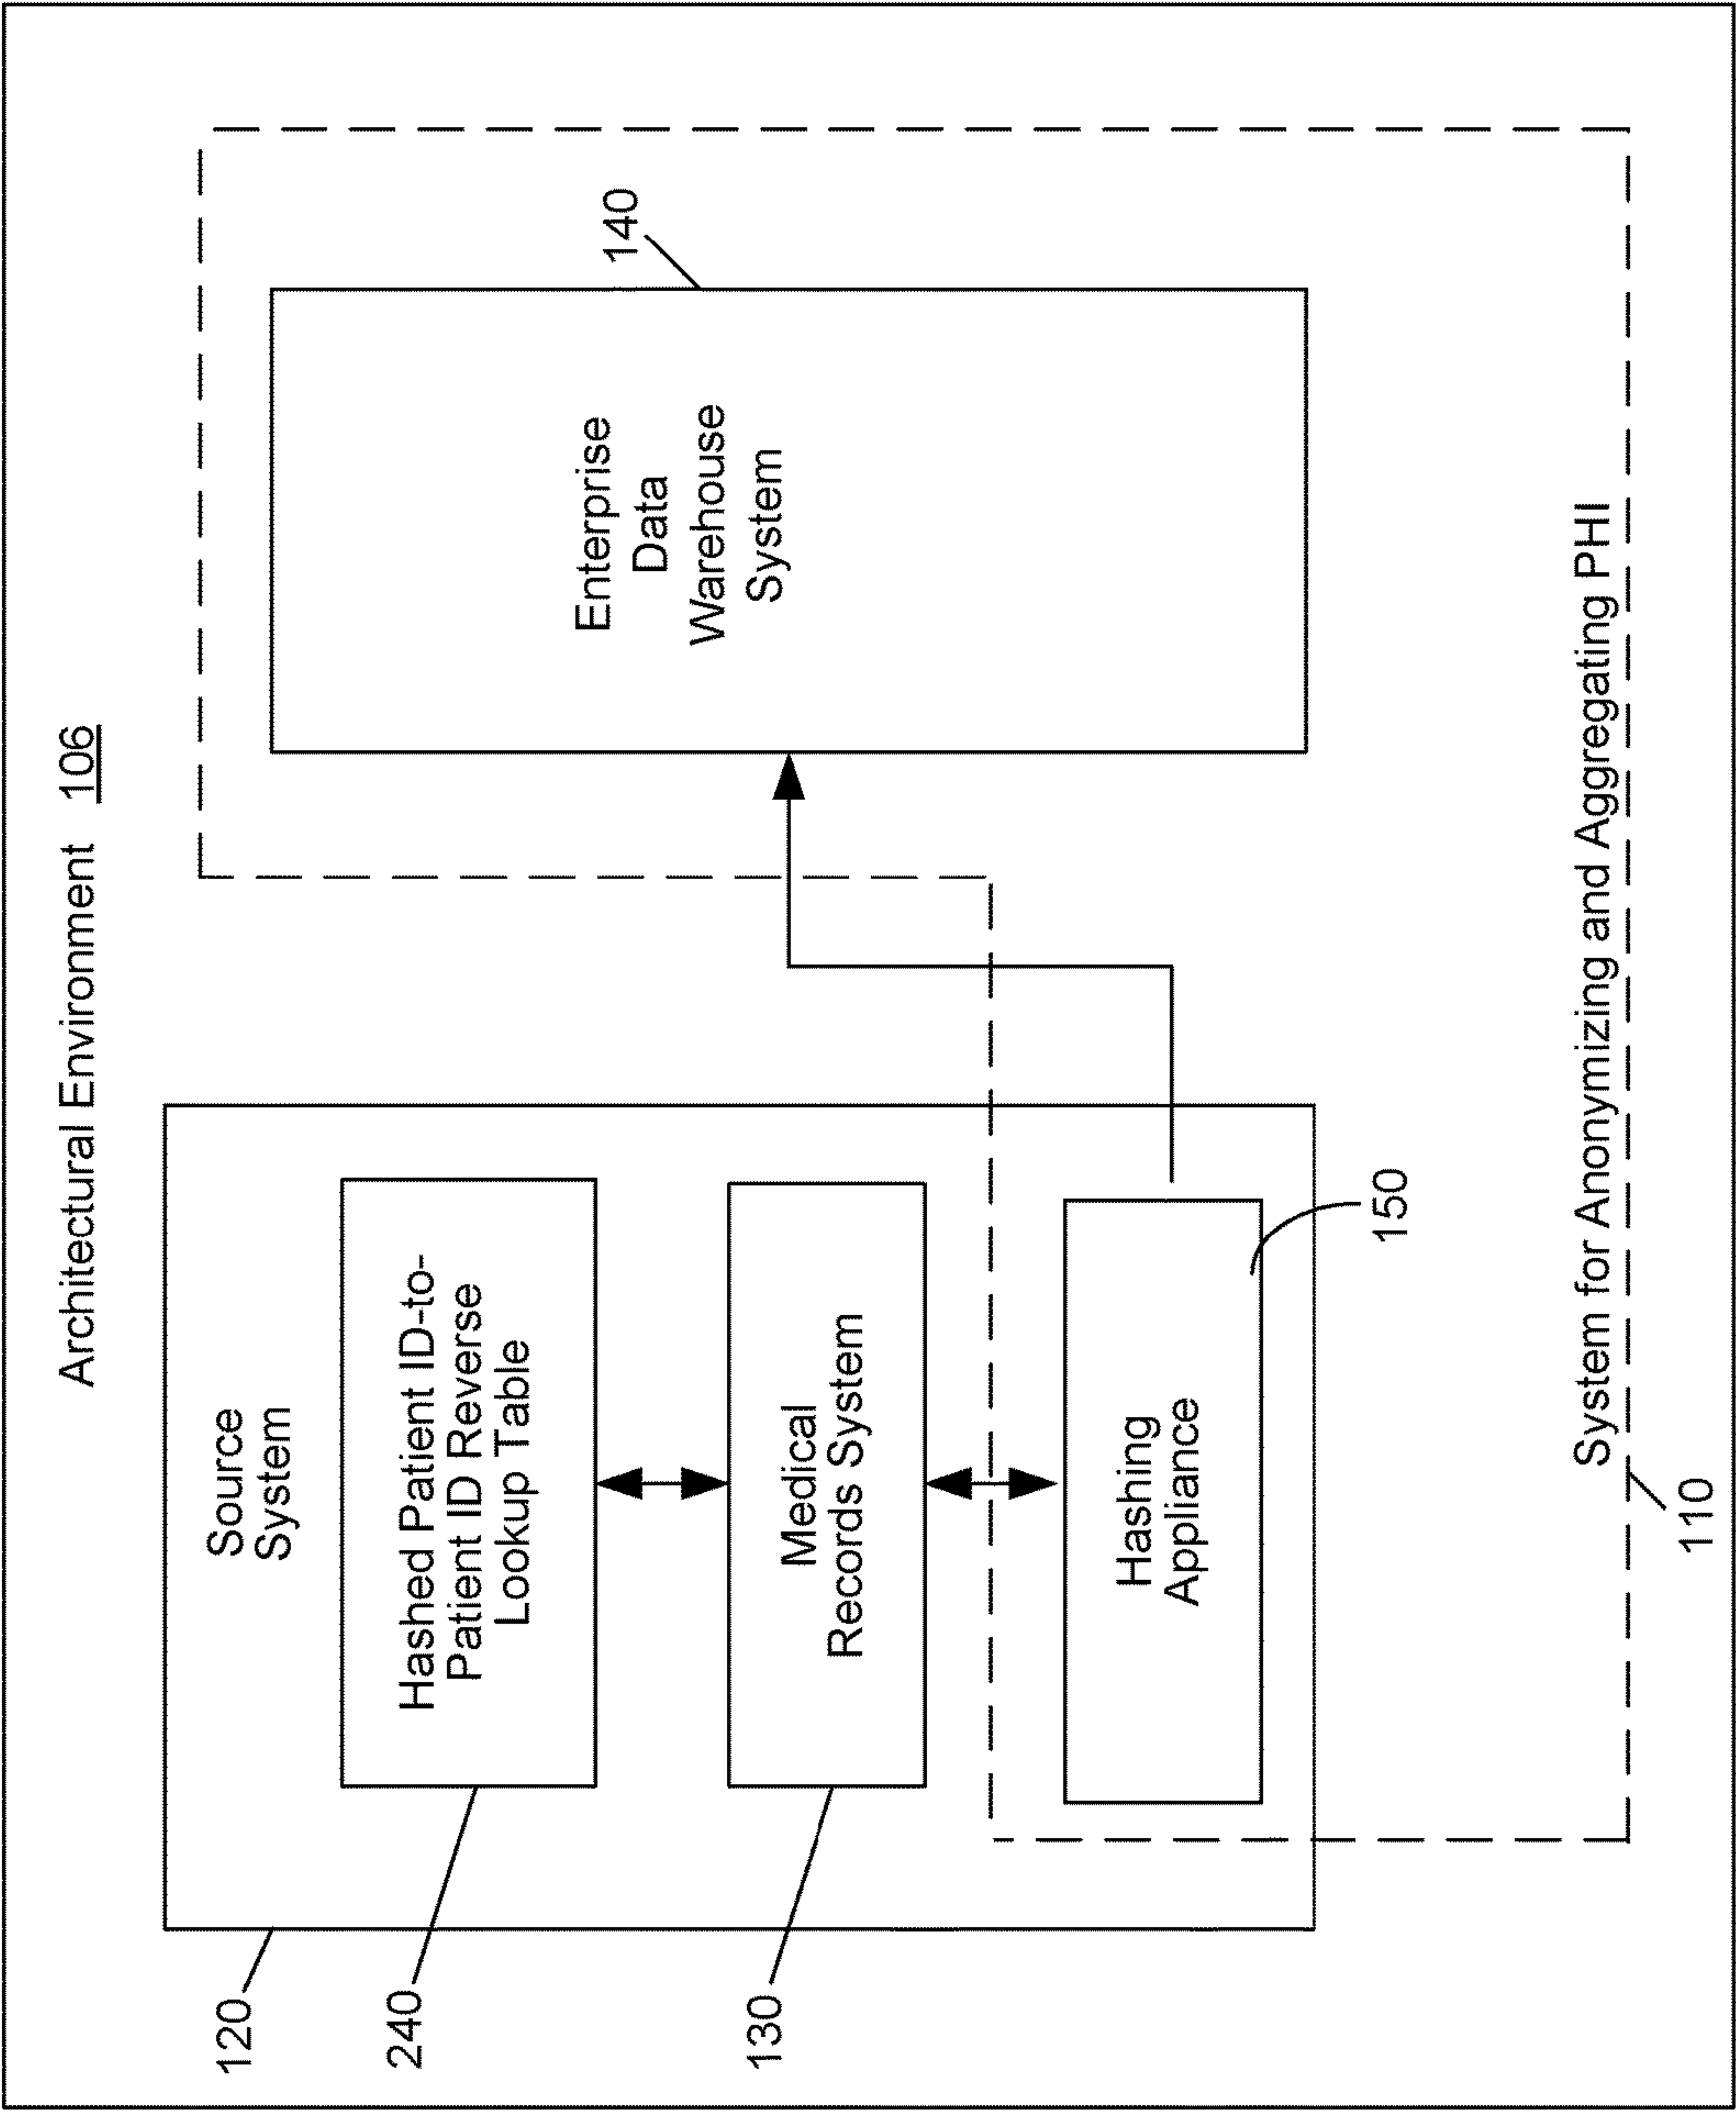 Architectural Environment 106
120
Source
System
240
Hashed Patient ID-to-
Patient ID Reverse
Lookup Table
130
Medical
Records System
Hashing
Appliance
150
Enterprise
Data
Warehouse
System
140
System for Anonymizing and Aggregating PHI
110